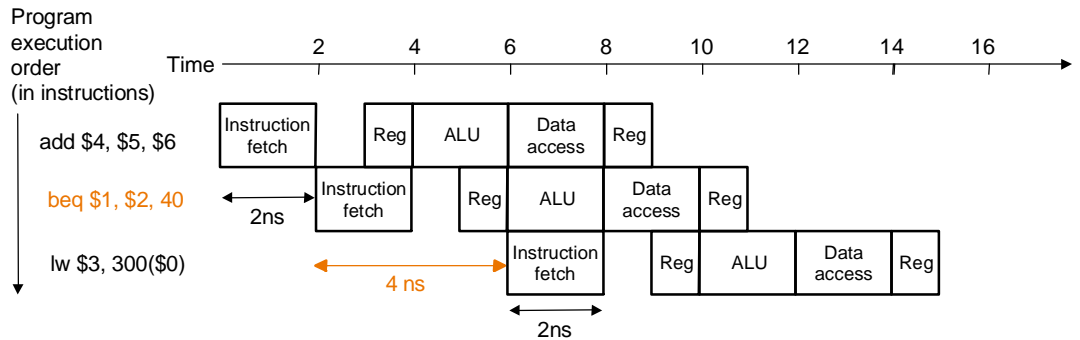 Program
execution
order
(in instructions)
Time
2 4 6 8 10 12 14 16
add $4, $5, $6
Instruction
fetch
Reg
ALU
Data
access
Reg
beq $1, $2, 40
2ns
Instruction
fetch
Reg
ALU
Data
access
Reg
lw $3, 300($0)
4 ns
Instruction
fetch
Reg
ALU
Data
access
Reg
2ns